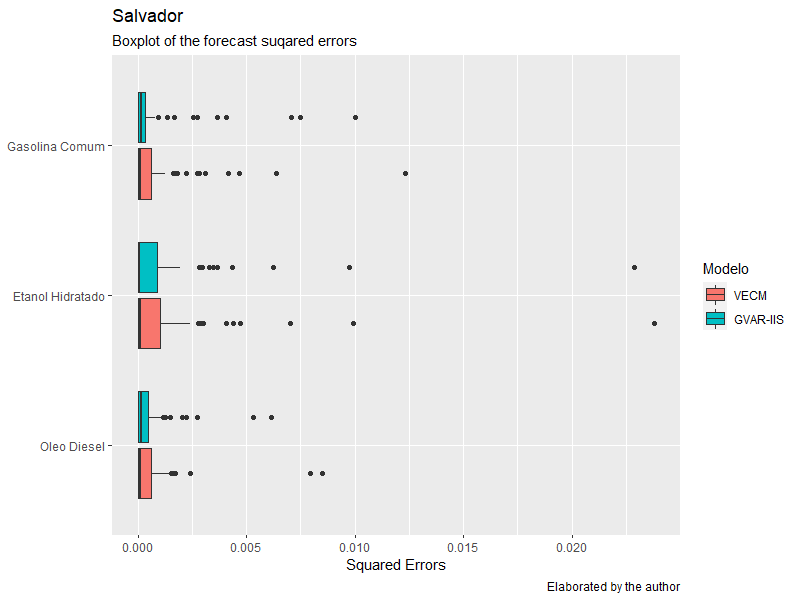 Salvador
Boxplot of the forecast suqared errors
Gasolina Comum
Etanol Hidratado
Oleo Diesel
0.000 0.005 0.010 0.015 0.020
Squared Errors
Modelo
VECM
GVAR-IIS
Elaborated by the author